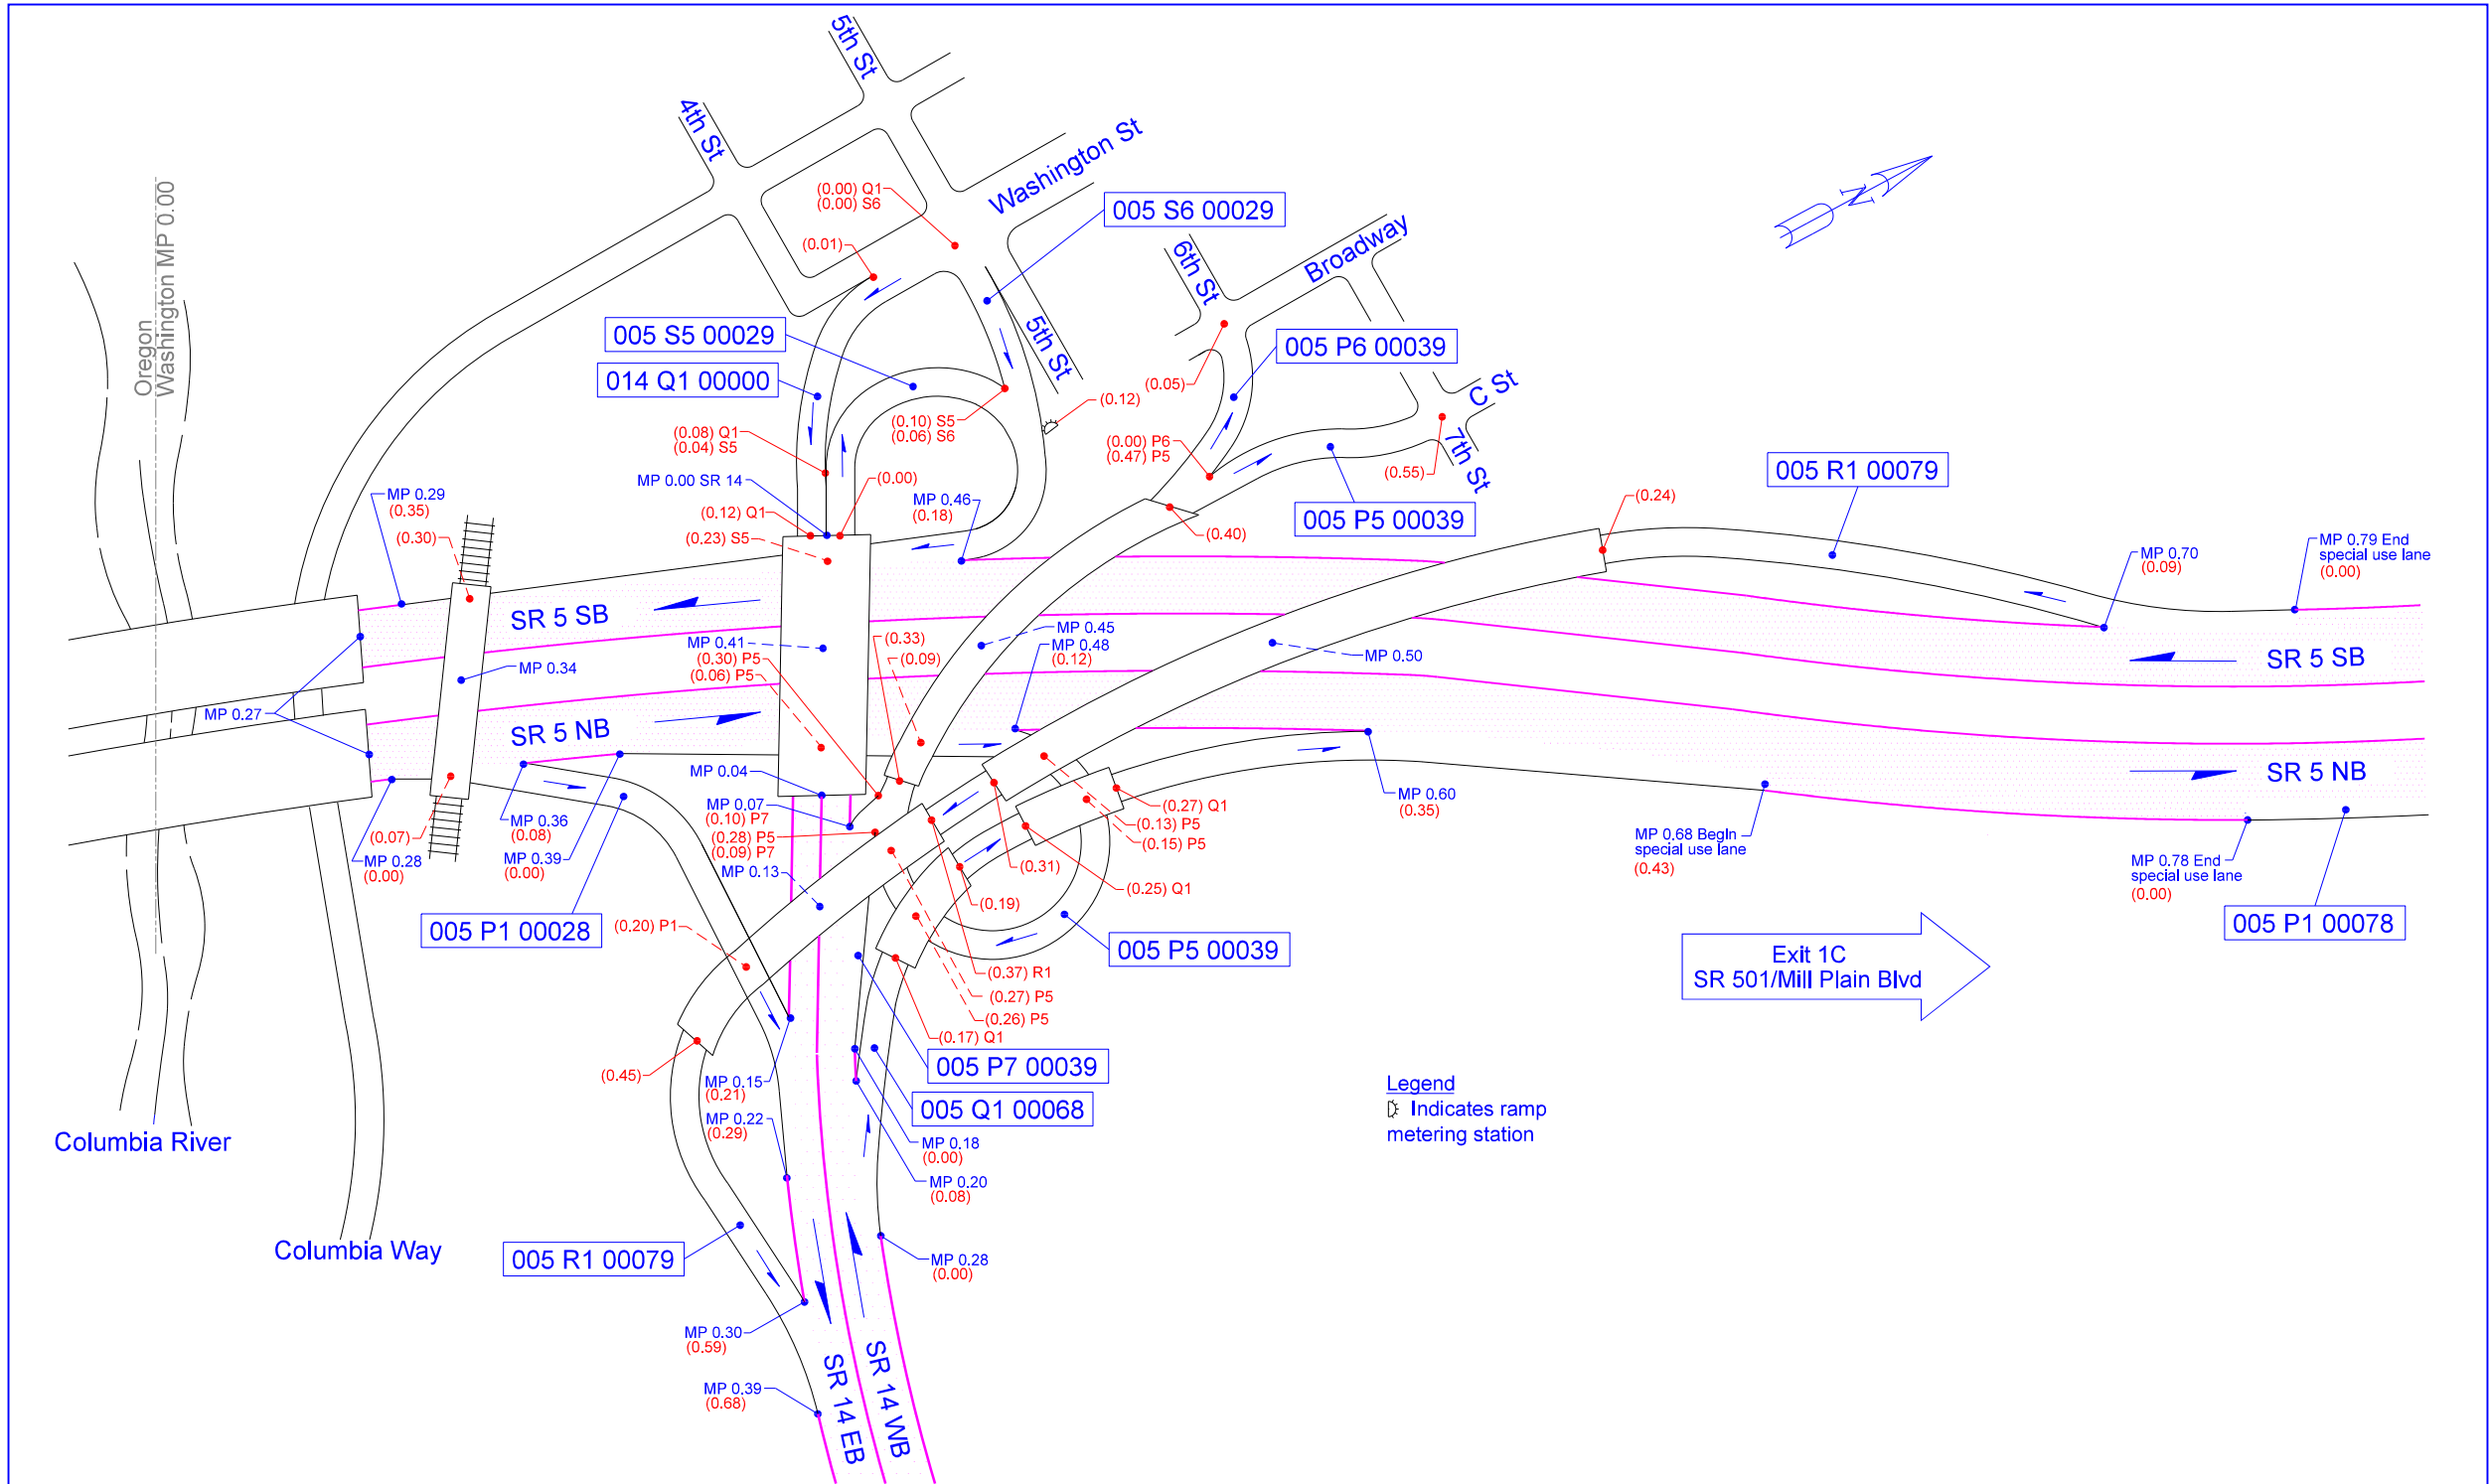 5th St
4th St
Washington St
(0.00) Q1
(0.00) S6
005 S6 00029
(0.01)
Oregon
Washington MP 0.00
6th St
Broadway
N
005 S5 00029
014 Q1 00000
5th St
005 P6 00039
(0.05)
(0.12)
C St
7th St
(0.10) S5
(0.06) S6
(0.08) Q1
(0.04) S5
(0.00) P6
(0.47) P5
(0.55)
005 R1 00079
MP 0.00 SR 14
(0.00)
MP 0.29
(0.35)
(0.30)
(0.12) Q1
(0.23) S5
MP 0.46
(0.18)
(0.40)
005 P5 00039
(0.24)
MP 0.79 End
special use lane
(0.00)
MP 0.70
(0.09)
SR 5 SB
MP 0.41
MP 0.34
(0.30) P5
(0.06) P5
(0.33)
(0.09)
MP 0.45
MP 0.48
(0.12)
MP 0.50
SR 5 SB
MP 0.27
SR 5 NB
MP 0.04
MP 0.07
(0.10) P7
(0.28) P5
(0.09) P7
MP 0.13
SR 5 NB
(0.07)
MP 0.28
(0.00)
MP 0.36
(0.08)
MP 0.39
(0.00)
(0.27) Q1
(0.13) P5
(0.15) P5
MP 0.60
(0.35)
MP 0.68 Begin
special use lane
(0.43)
MP 0.78 End
special use lane
(0.00)
(0.31)
(0.25) Q1
(0.19)
005 P1 00028
(0.20) P1
005 P5 00039
005 P1 00078
Exit 1C
SR 501/Mill Plain Blvd
(0.37) R1
(0.27) P5
(0.26) P5
(0.17) Q1
005 P7 00039
(0.45)
MP 0.15
(0.21)
005 Q1 00068
MP 0.22
(0.29)
MP 0.18
(0.00)
MP 0.20
(0.08)
Legend
Indicates ramp
metering station
Columbia River
Columbia Way
005 R1 00079
MP 0.28
(0.00)
MP 0.30
(0.59)
MP 0.39
(0.68)
SR 14 EB
SR 14 WB